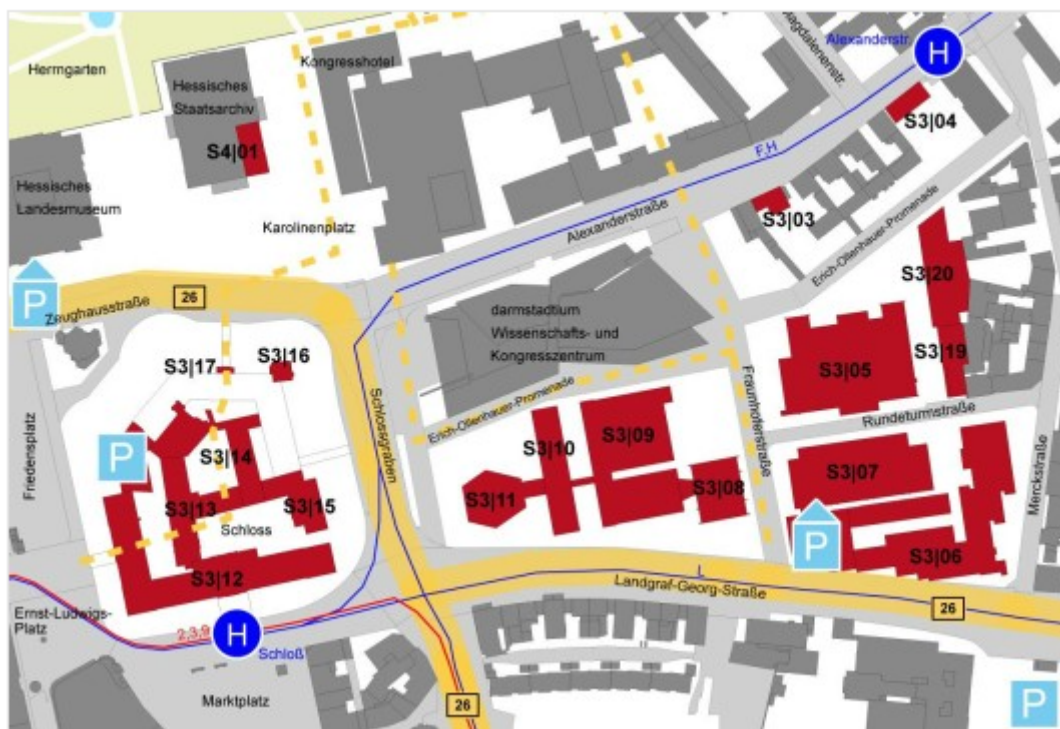 Herrngarten
Kongresshotel
Magdalenenstr.
Alexanderstr.
H
Hessisches
Staatsarchiv
S4|01
S3|04
F,H
Hessisches
Landesmuseum
Karolinenplatz
Alexanderstraße
S3|03
Erich-Ollenhauer-Promenade
S3|20
P
Zeughausstraße
26
darmstadtium
Wissenschafts- und
Kongresszentrum
S3|17
S3|16
S3|05
S3|19
Schlossgraben
Erich-Ollenhauer-Promenade
Fraunhoferstraße
Rundeturmstraße
Friedensplatz
P
S3|14
S3|10
S3|09
S3|07
Merckstraße
S3|13
S3|15
S3|11
S3|08
Schloss
P
S3|06
S3|12
L
Landgraf-Georg-Straße
26
Ernst-Ludwigs-
Platz
2,3,9
H
Schloß
Marktplatz
26
P